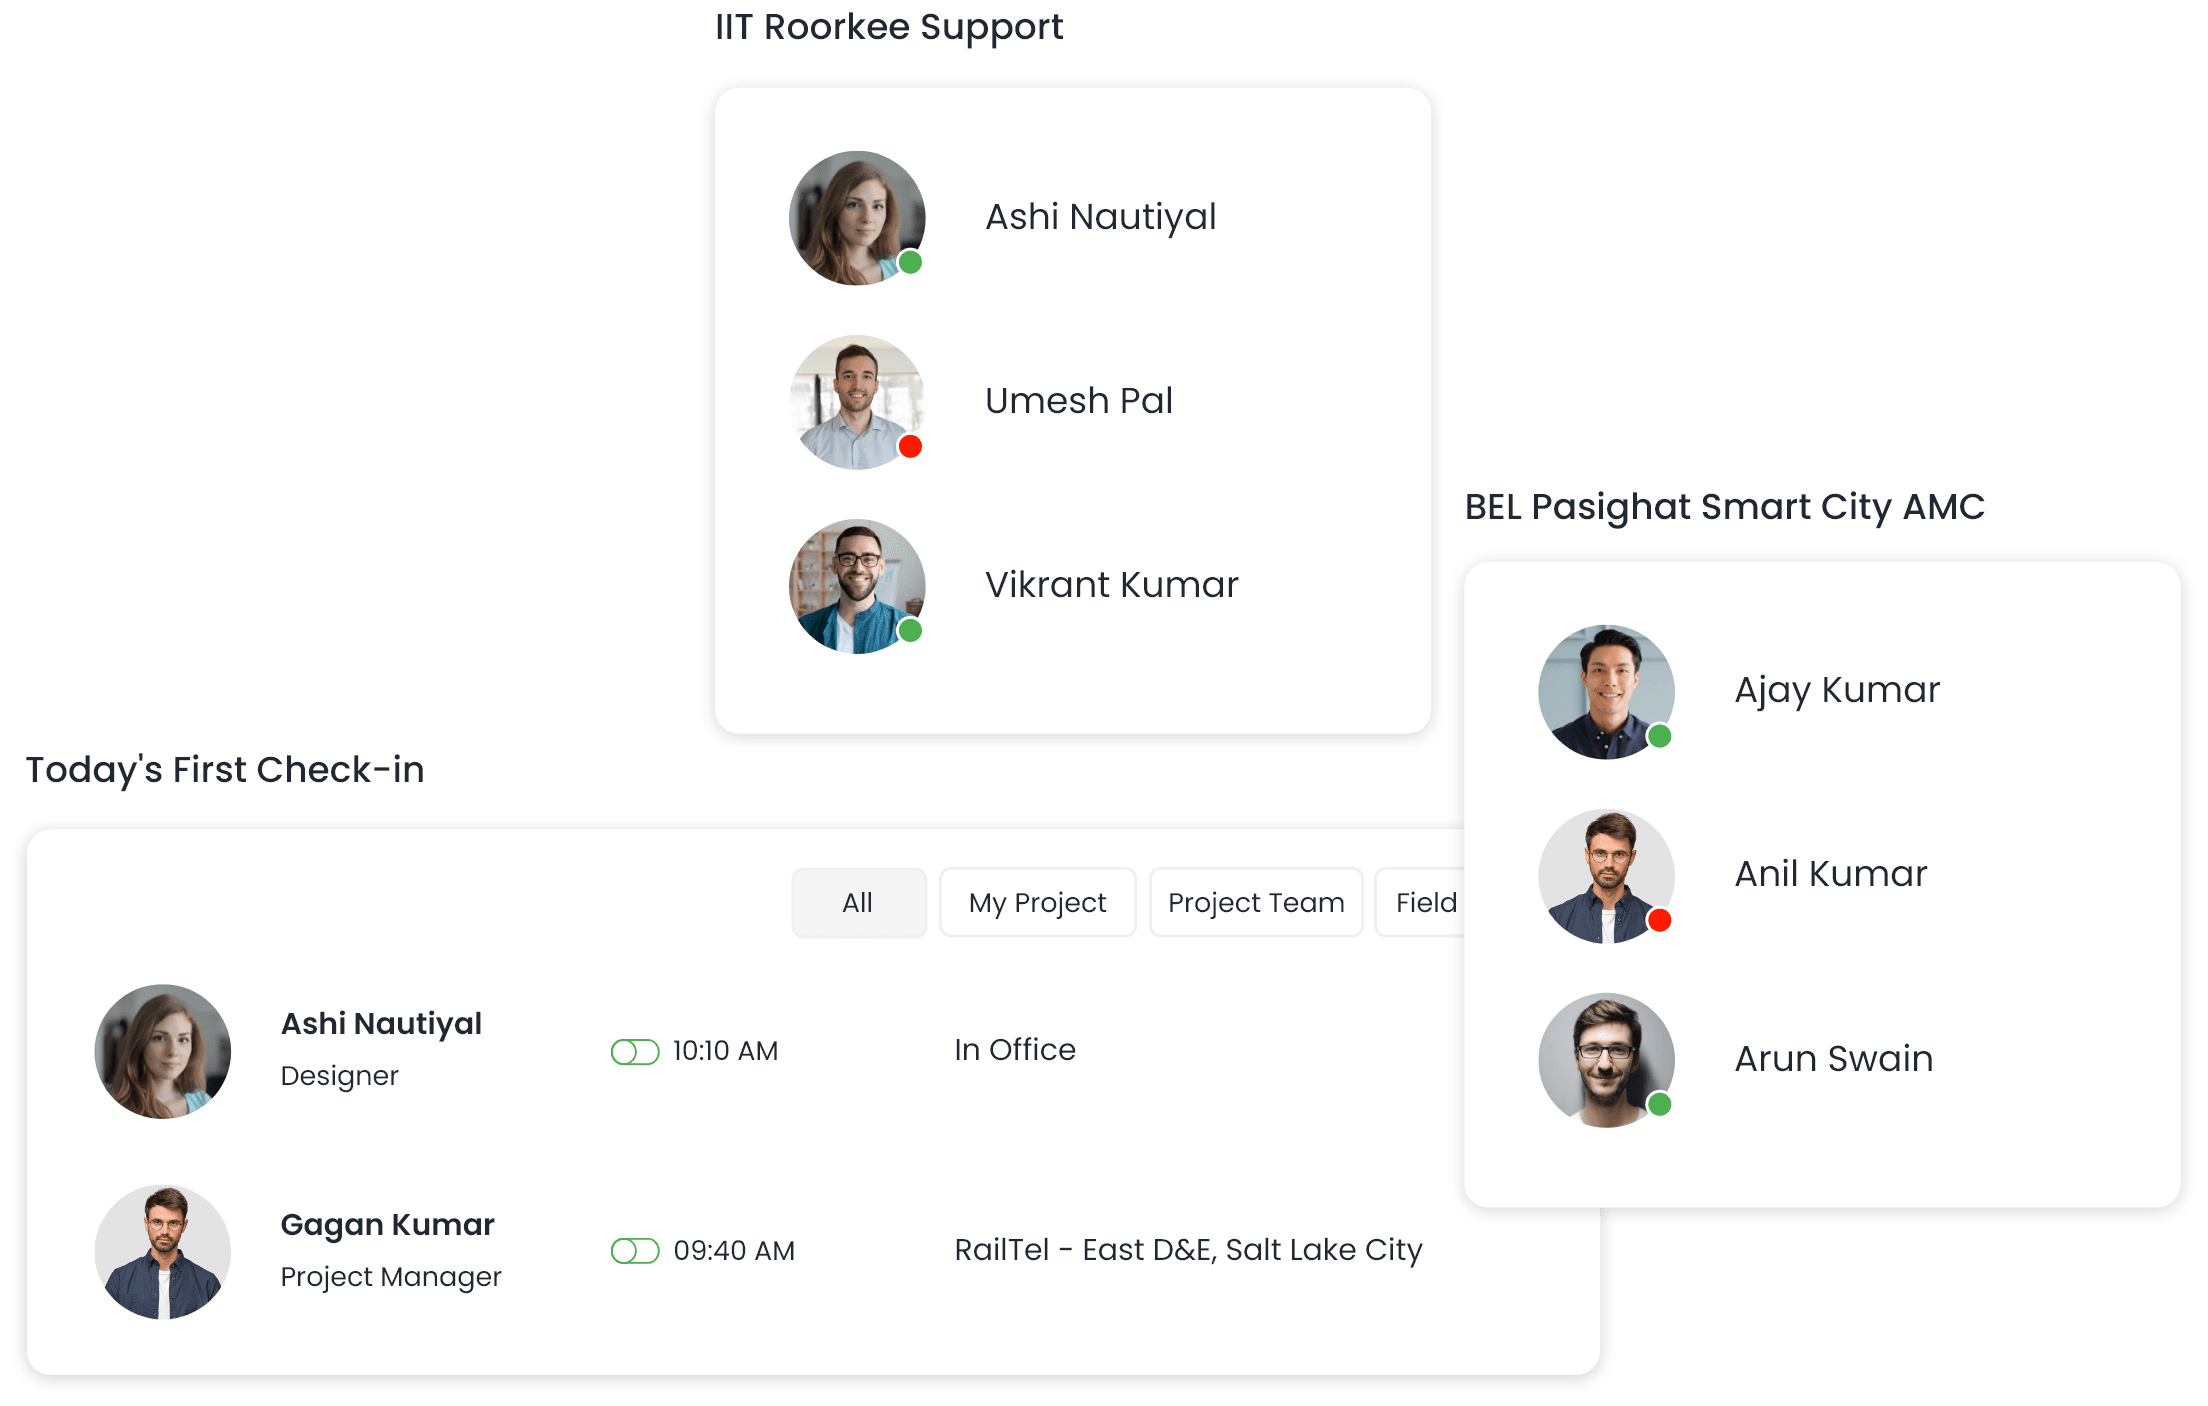 IIT Roorkee Support
Ashi Nautiyal
Umesh Pal
Vikrant Kumar
BEL Pasighat Smart City AMC
Ajay Kumar
Anil Kumar
Arun Swain
Today's First Check-in
All
My Project
Project Team
Field
Ashi Nautiyal
Designer
10:10 AM
In Office
Gagan Kumar
Project Manager
09:40 AM
RailTel - East D&E, Salt Lake City